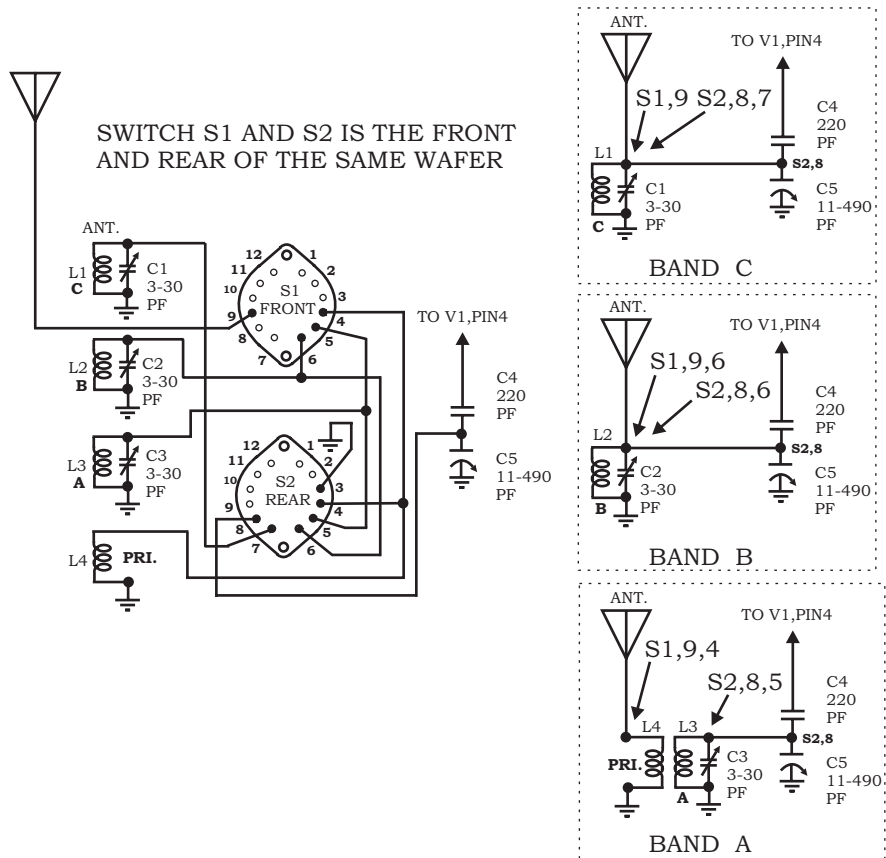 SWITCH S1 AND S2 IS THE FRONT
AND REAR OF THE SAME WAFER
ANT.
L1
C
C1
3-30
PF
L2
B
C2
3-30
PF
L3
A
C3
3-30
PF
L4
PRI.
12
1
11
2
10
3
9
4
8
5
7
6
S1
FRONT
12
1
11
2
10
3
9
4
8
5
7
6
S2
REAR
TO V1,PIN4
C4
220
PF
C5
11-490
PF
ANT.
TO V1,PIN4
S1,9 S2,8,7
C4
220
PF
L1
S2,8
C1
3-30
PF
C5
11-490
PF
C
BAND C
ANT.
TO V1,PIN4
S1,9,6
S2,8,6
C4
220
PF
L2
S2,8
C2
3-30
PF
C5
11-490
PF
B
BAND B
ANT.
TO V1,PIN4
S1,9,4
S2,8,5
C4
220
PF
L4
L3
S2,8
PRI.
C3
3-30
PF
C5
11-490
PF
A
BAND A